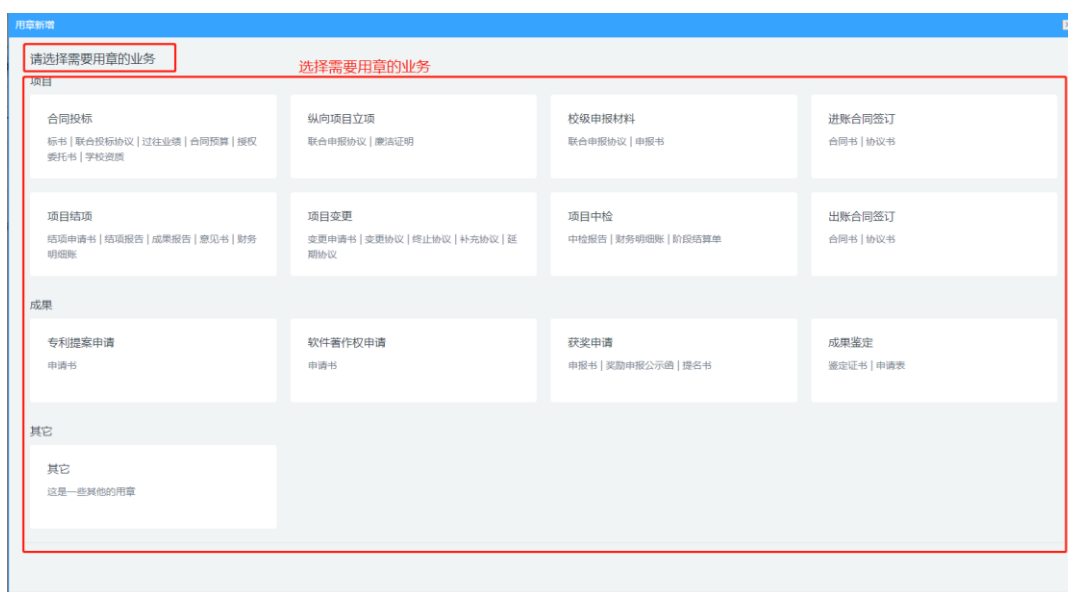 用章新增
请选择需要用章的业务
选择需要用章的业务
项目
合同投标
标书 | 联合投标协议 | 过往业绩 | 合同预算 | 授权
委托书 | 学校资质
纵向项目立项
联合申报协议 | 廉洁证明
校级申报材料
联合申报协议 | 申报书
进账合同签订
合同书 | 协议书
项目结项
结项申请书 | 结项报告 | 成果报告 | 意见书 | 财务
明细账
项目变更
变更申请书 | 变更协议 | 终止协议 | 补充协议 | 延
期协议
项目中检
中检报告 | 财务明细账 | 阶段结算单
出账合同签订
合同书 | 协议书
成果
专利提案申请
申请书
软件著作权申请
申请书
获奖申请
申报书 | 奖励申报公示函 | 提名书
成果鉴定
鉴定证书 | 申请表
其它
其它
这是一些其他的用章